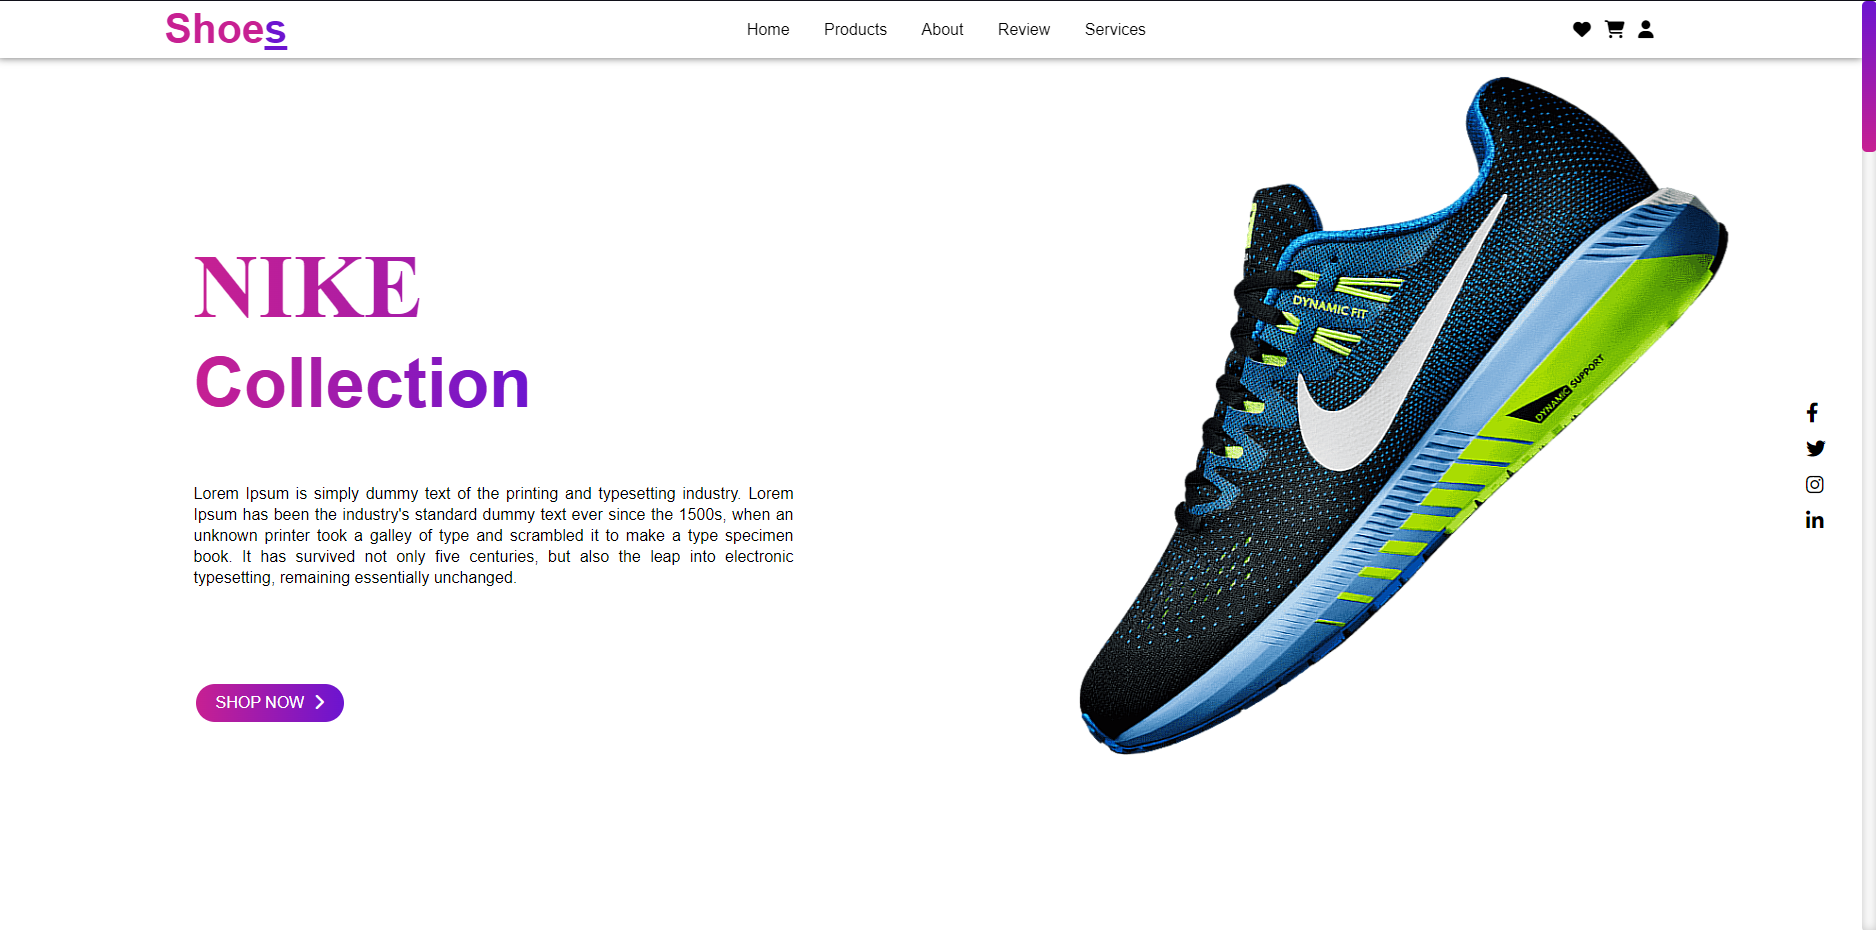 Shoes
Home Products About Review Services
NIKE
Collection
Lorem Ipsum is simply dummy text of the printing and typesetting industry. Lorem
Ipsum has been the industry's standard dummy text ever since the 1500s, when an
unknown printer took a galley of type and scrambled it to make a type specimen
book. It has survived not only five centuries, but also the leap into electronic
typesetting, remaining essentially unchanged.
SHOP NOW
DYNAMIC FIT
DYNAMIC SUPPORT